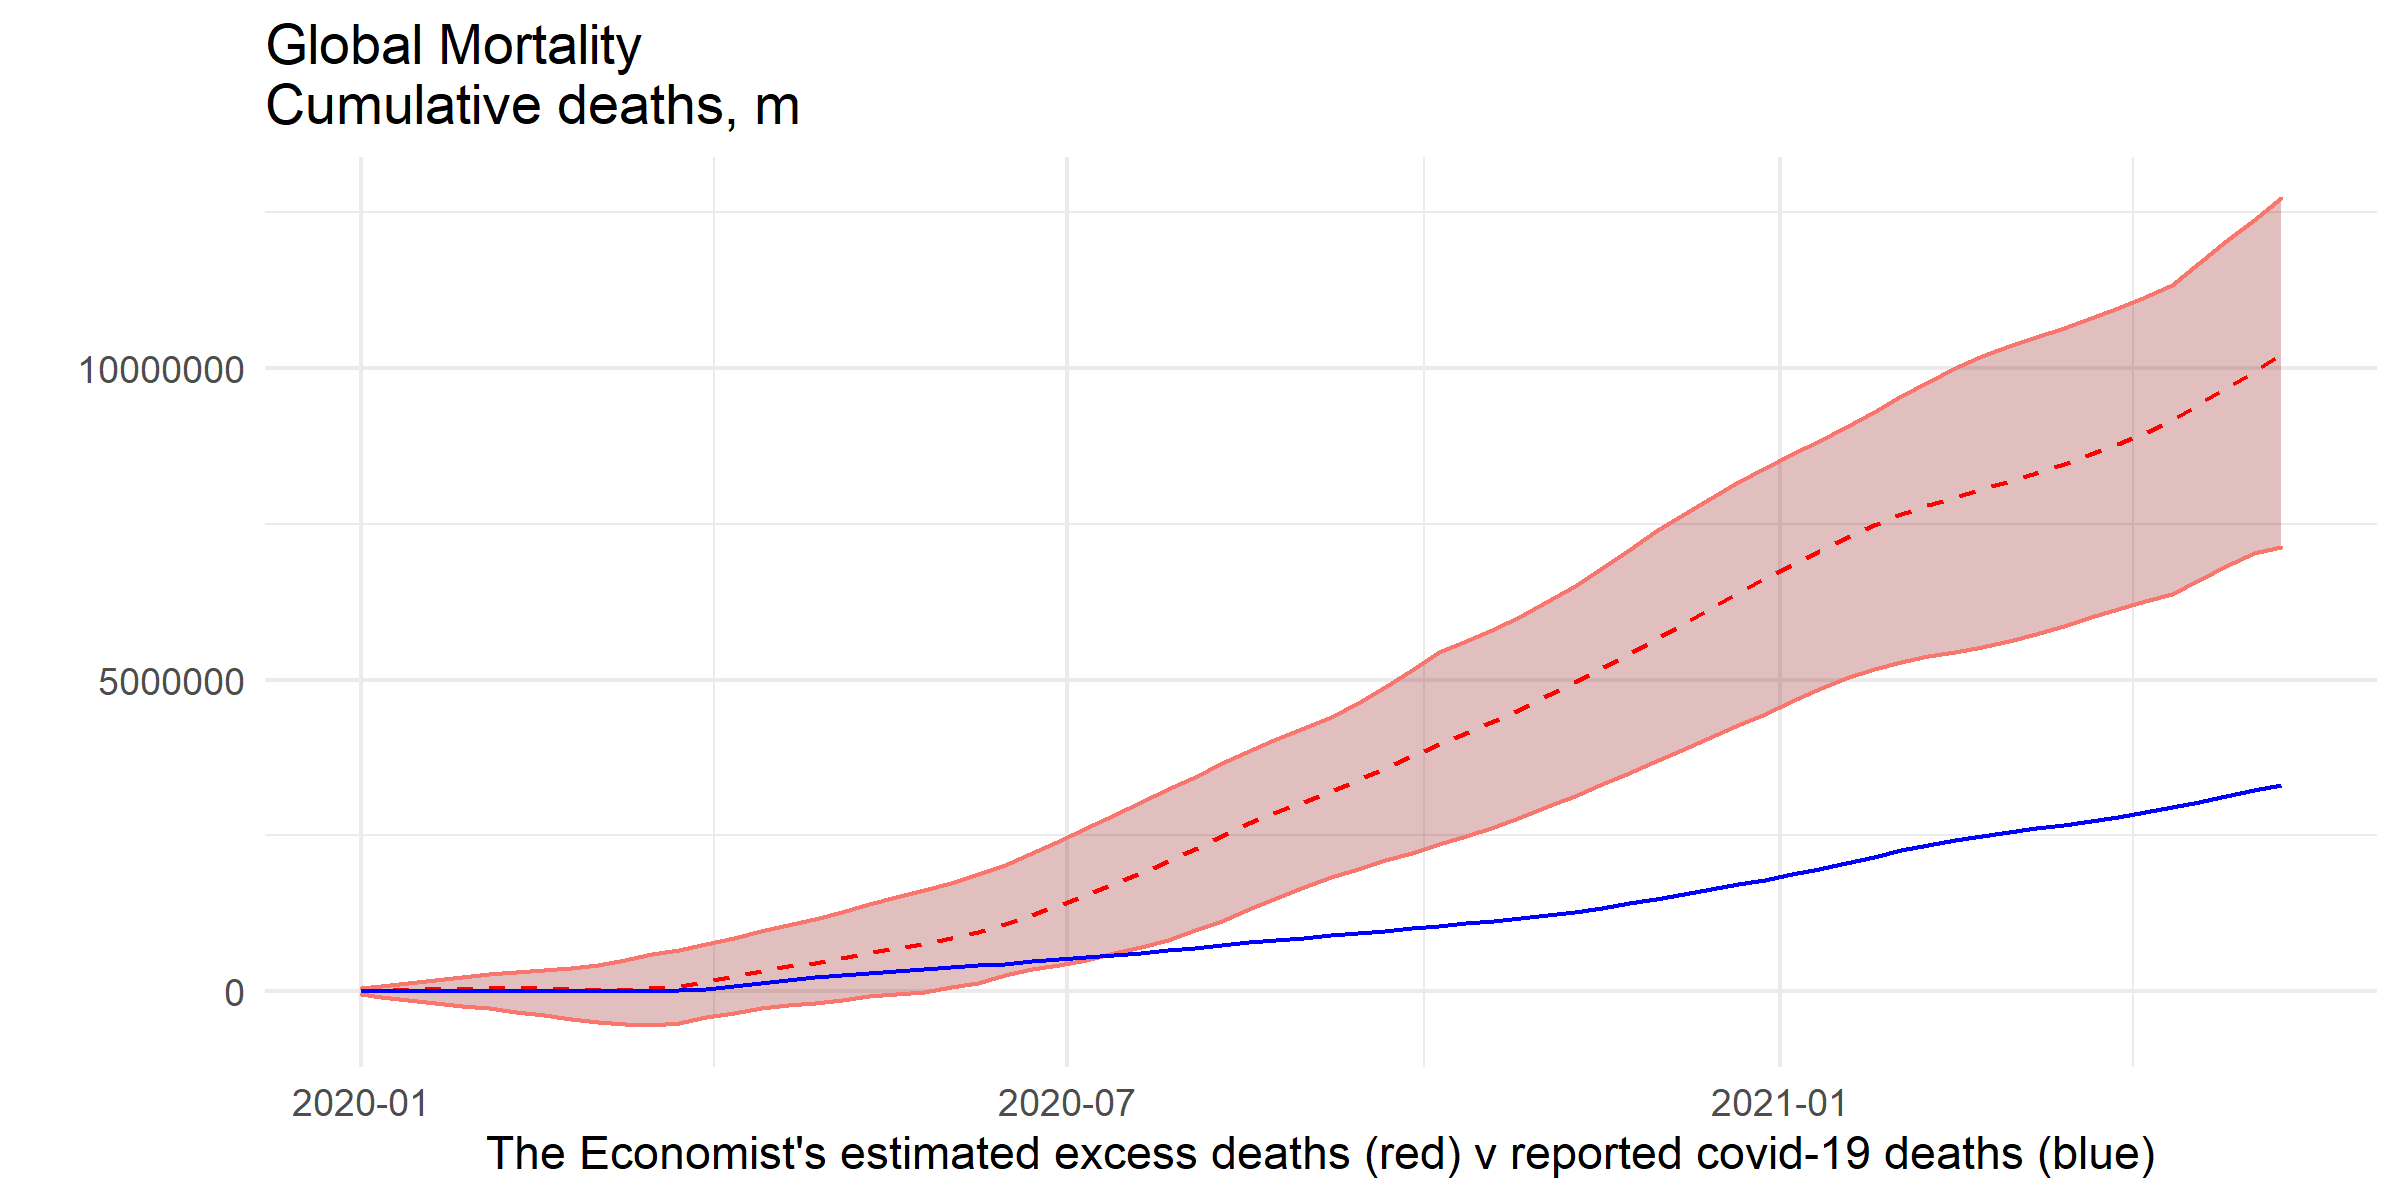 Global Mortality
Cumulative deaths, m
10000000
5000000
0
2020-01
2020-07
2021-01
The Economist's estimated excess deaths (red) v reported covid-19 deaths (blue)